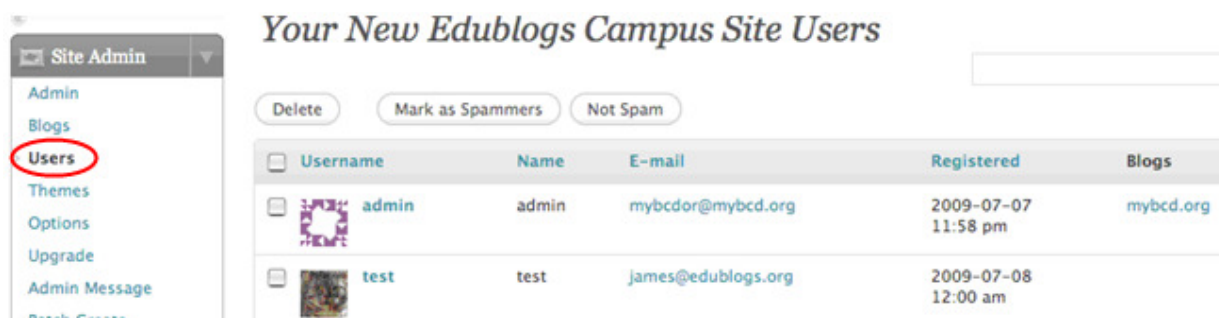 Your New Edublogs Campus Site Users
Site Admin
Admin
Blogs
Users
Themes
Options
Upgrade
Admin Message
Delete Mark as Spammers Not Spam
Username Name E-mail Registered Blogs
admin admin mybcdor@mybcd.org 2009-07-07 mybcd.org
11:58 pm
test test james@edublogs.org 2009-07-08
12:00 am